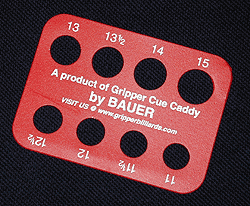 13 13½ 14 15
A product of Gripper Cue Caddy
by BAUER
VISIT US @ www.gripperbilliards.com
12½ 12 11½ 11